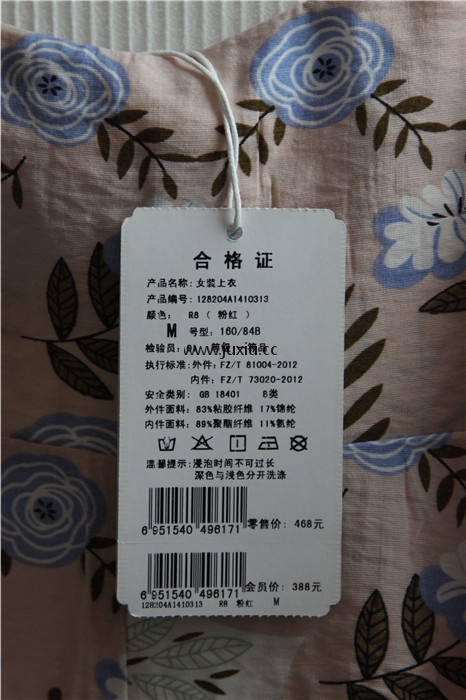 合格证
产品名称: 女装上衣
产品编号: 128204A1410313
颜色: R8 ( 粉红 )
M 号型: 160/84B
检验员: 01
www.juxiu.cc
执行标准: 外件: FZ/T 81004-2012
内件: FZ/T 73020-2012
安全类别: GB 18401 B类
外件面料: 83%粘胶纤维 17%锦纶
内件面料: 89%聚酯纤维 11%氨纶
温馨提示: 浸泡时间不可过长
深色与浅色分开洗涤
6 951540 496171 零售价: 468元
6 951540 496171 会员价: 388元
128204A1410313 R8 粉红 M